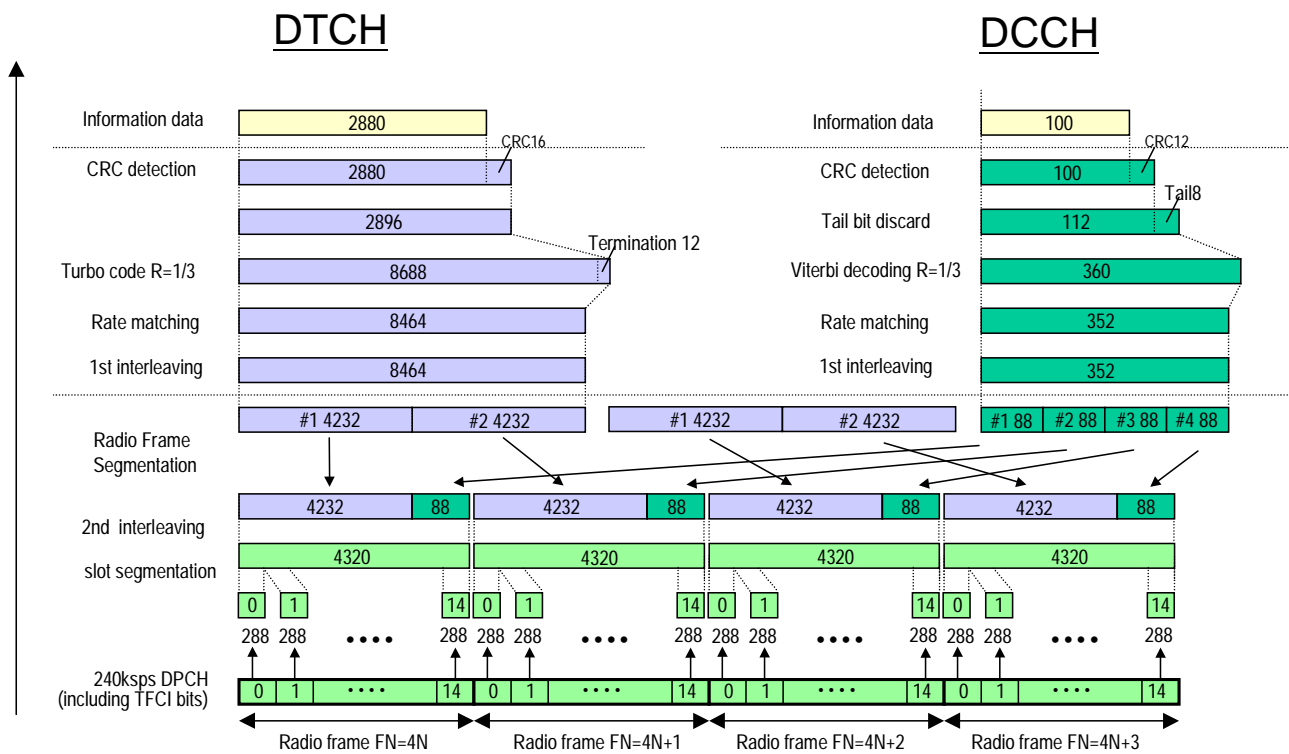 DTCH DCCH
Information data 2880 Information data 100
CRC16 CRC12
CRC detection 2880 CRC detection 100
Tail8
2896 Tail bit discard 112
Termination 12
Turbo code R=1/3 8688 Viterbi decoding R=1/3 360
Rate matching 8464 Rate matching 352
1st interleaving 8464 1st interleaving 352
#1 4232 #2 4232 #1 4232 #2 4232 #1 88 #2 88 #3 88 #4 88
Radio Frame
Segmentation
4232 88 4232 88 4232 88 4232 88
2nd interleaving
4320 4320 4320 4320
slot segmentation
0 1 14 0 1 14 0 1 14 0 1 14
288 288 •••• 288 288 288 •••• 288 288 288 •••• 288 288 288 •••• 288
240ksps DPCH
(including TFCI bits)
0 1 •••• 14 0 1 •••• 14 0 1 •••• 14 0 1 •••• 14
Radio frame FN=4N Radio frame FN=4N+1 Radio frame FN=4N+2 Radio frame FN=4N+3